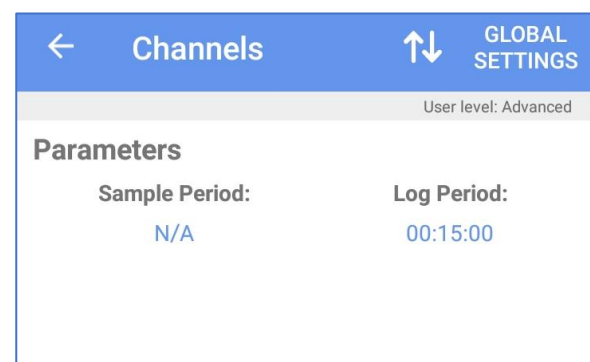 Channels
GLOBAL
SETTINGS
User level: Advanced
Parameters
Sample Period: Log Period:
N/A 00:15:00